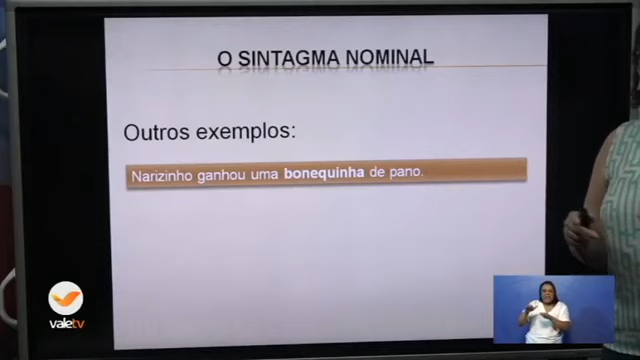 O SINTAGMA NOMINAL
Outros exemplos:
Narizinho ganhou uma bonequinha de pano.
valetv